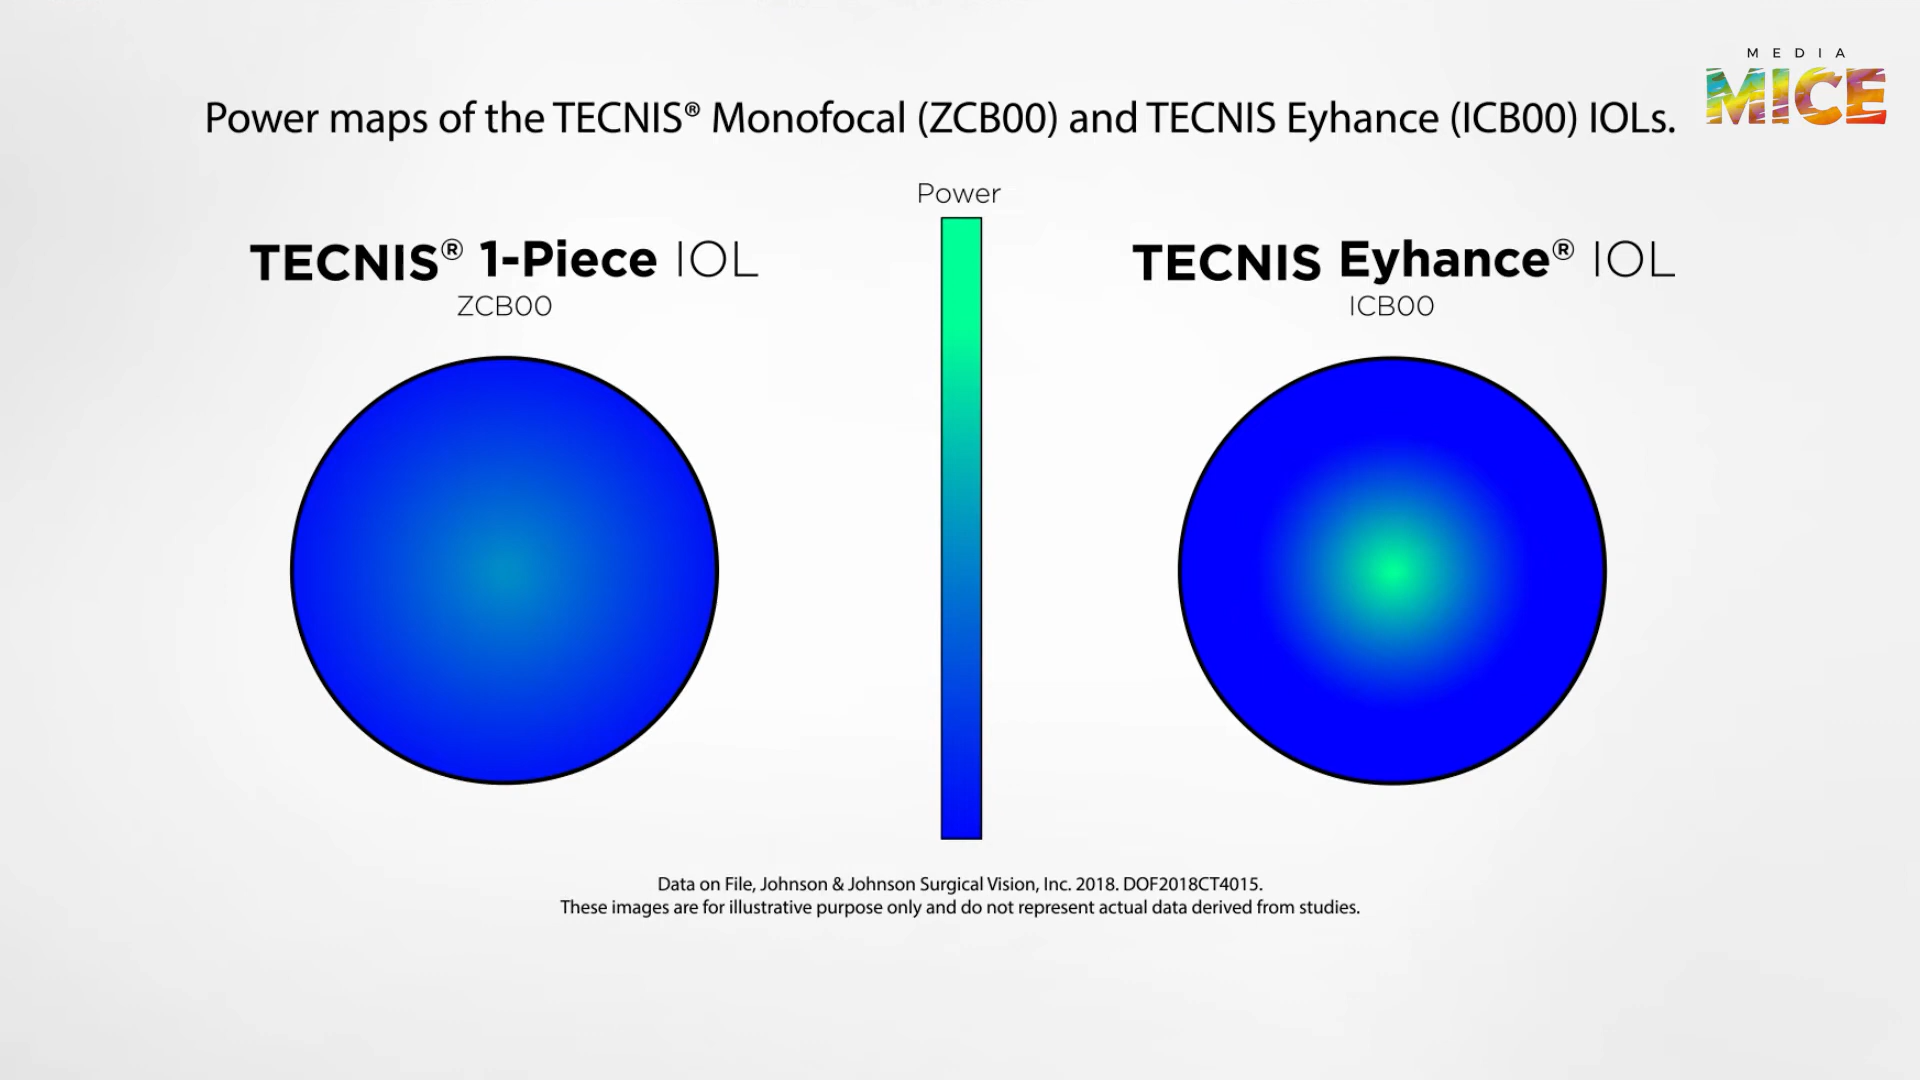 MEDIA
MICE
Power maps of the TECNIS® Monofocal (ZCB00) and TECNIS Eyhance (ICB00) IOLs.
Power
TECNIS® 1-Piece IOL
ZCB00
TECNIS Eyhance® IOL
ICB00
Data on File, Johnson & Johnson Surgical Vision, Inc. 2018. DOF2018CT4015.
These images are for illustrative purpose only and do not represent actual data derived from studies.